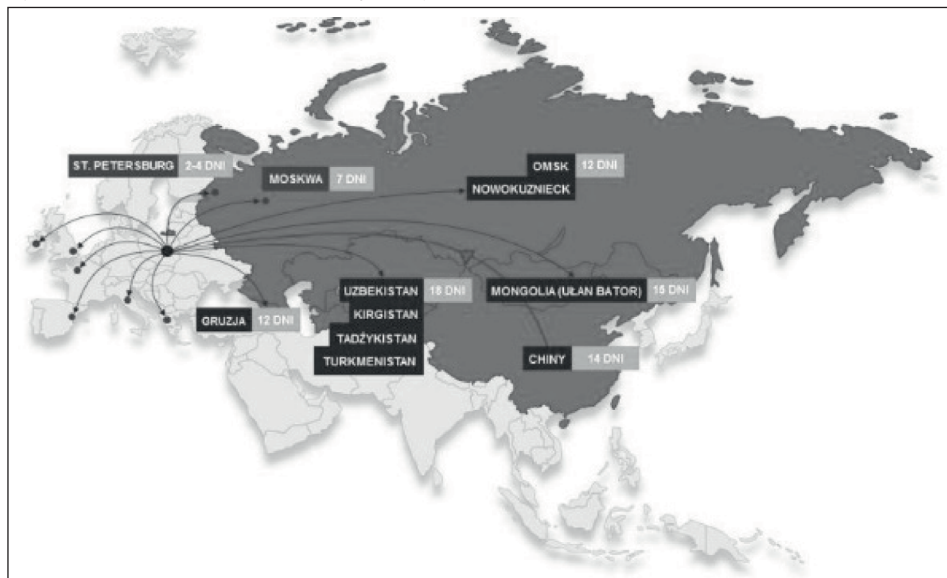 ST. PETERSBURG 2-4 DNI
MOSKWA 7 DNI
OMSK 12 DNI
NOWOKUZNIECK
UZBEKISTAN 18 DNI
KIRGISTAN
TADŻYKISTAN
TURKMENISTAN
MONGOLIA (UŁAN BATOR) 15 DNI
GRUZJA 12 DNI
CHINY 14 DNI